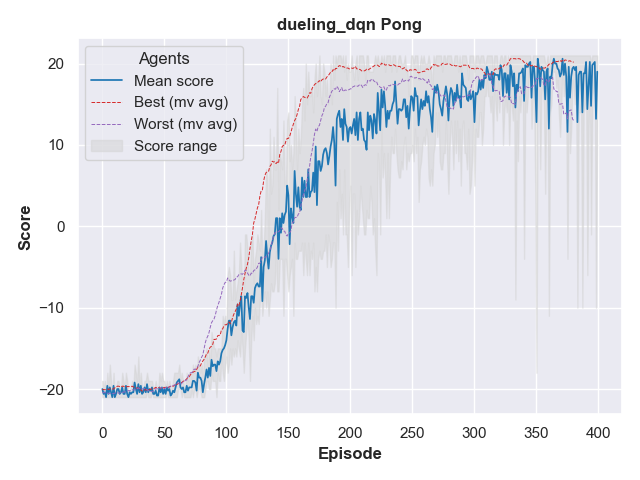 dueling_dqn Pong
Agents
Mean score
Best (mv avg)
Worst (mv avg)
Score range
Score
20
10
0
−10
−20
0
50
100
150
200
250
300
350
400
Episode